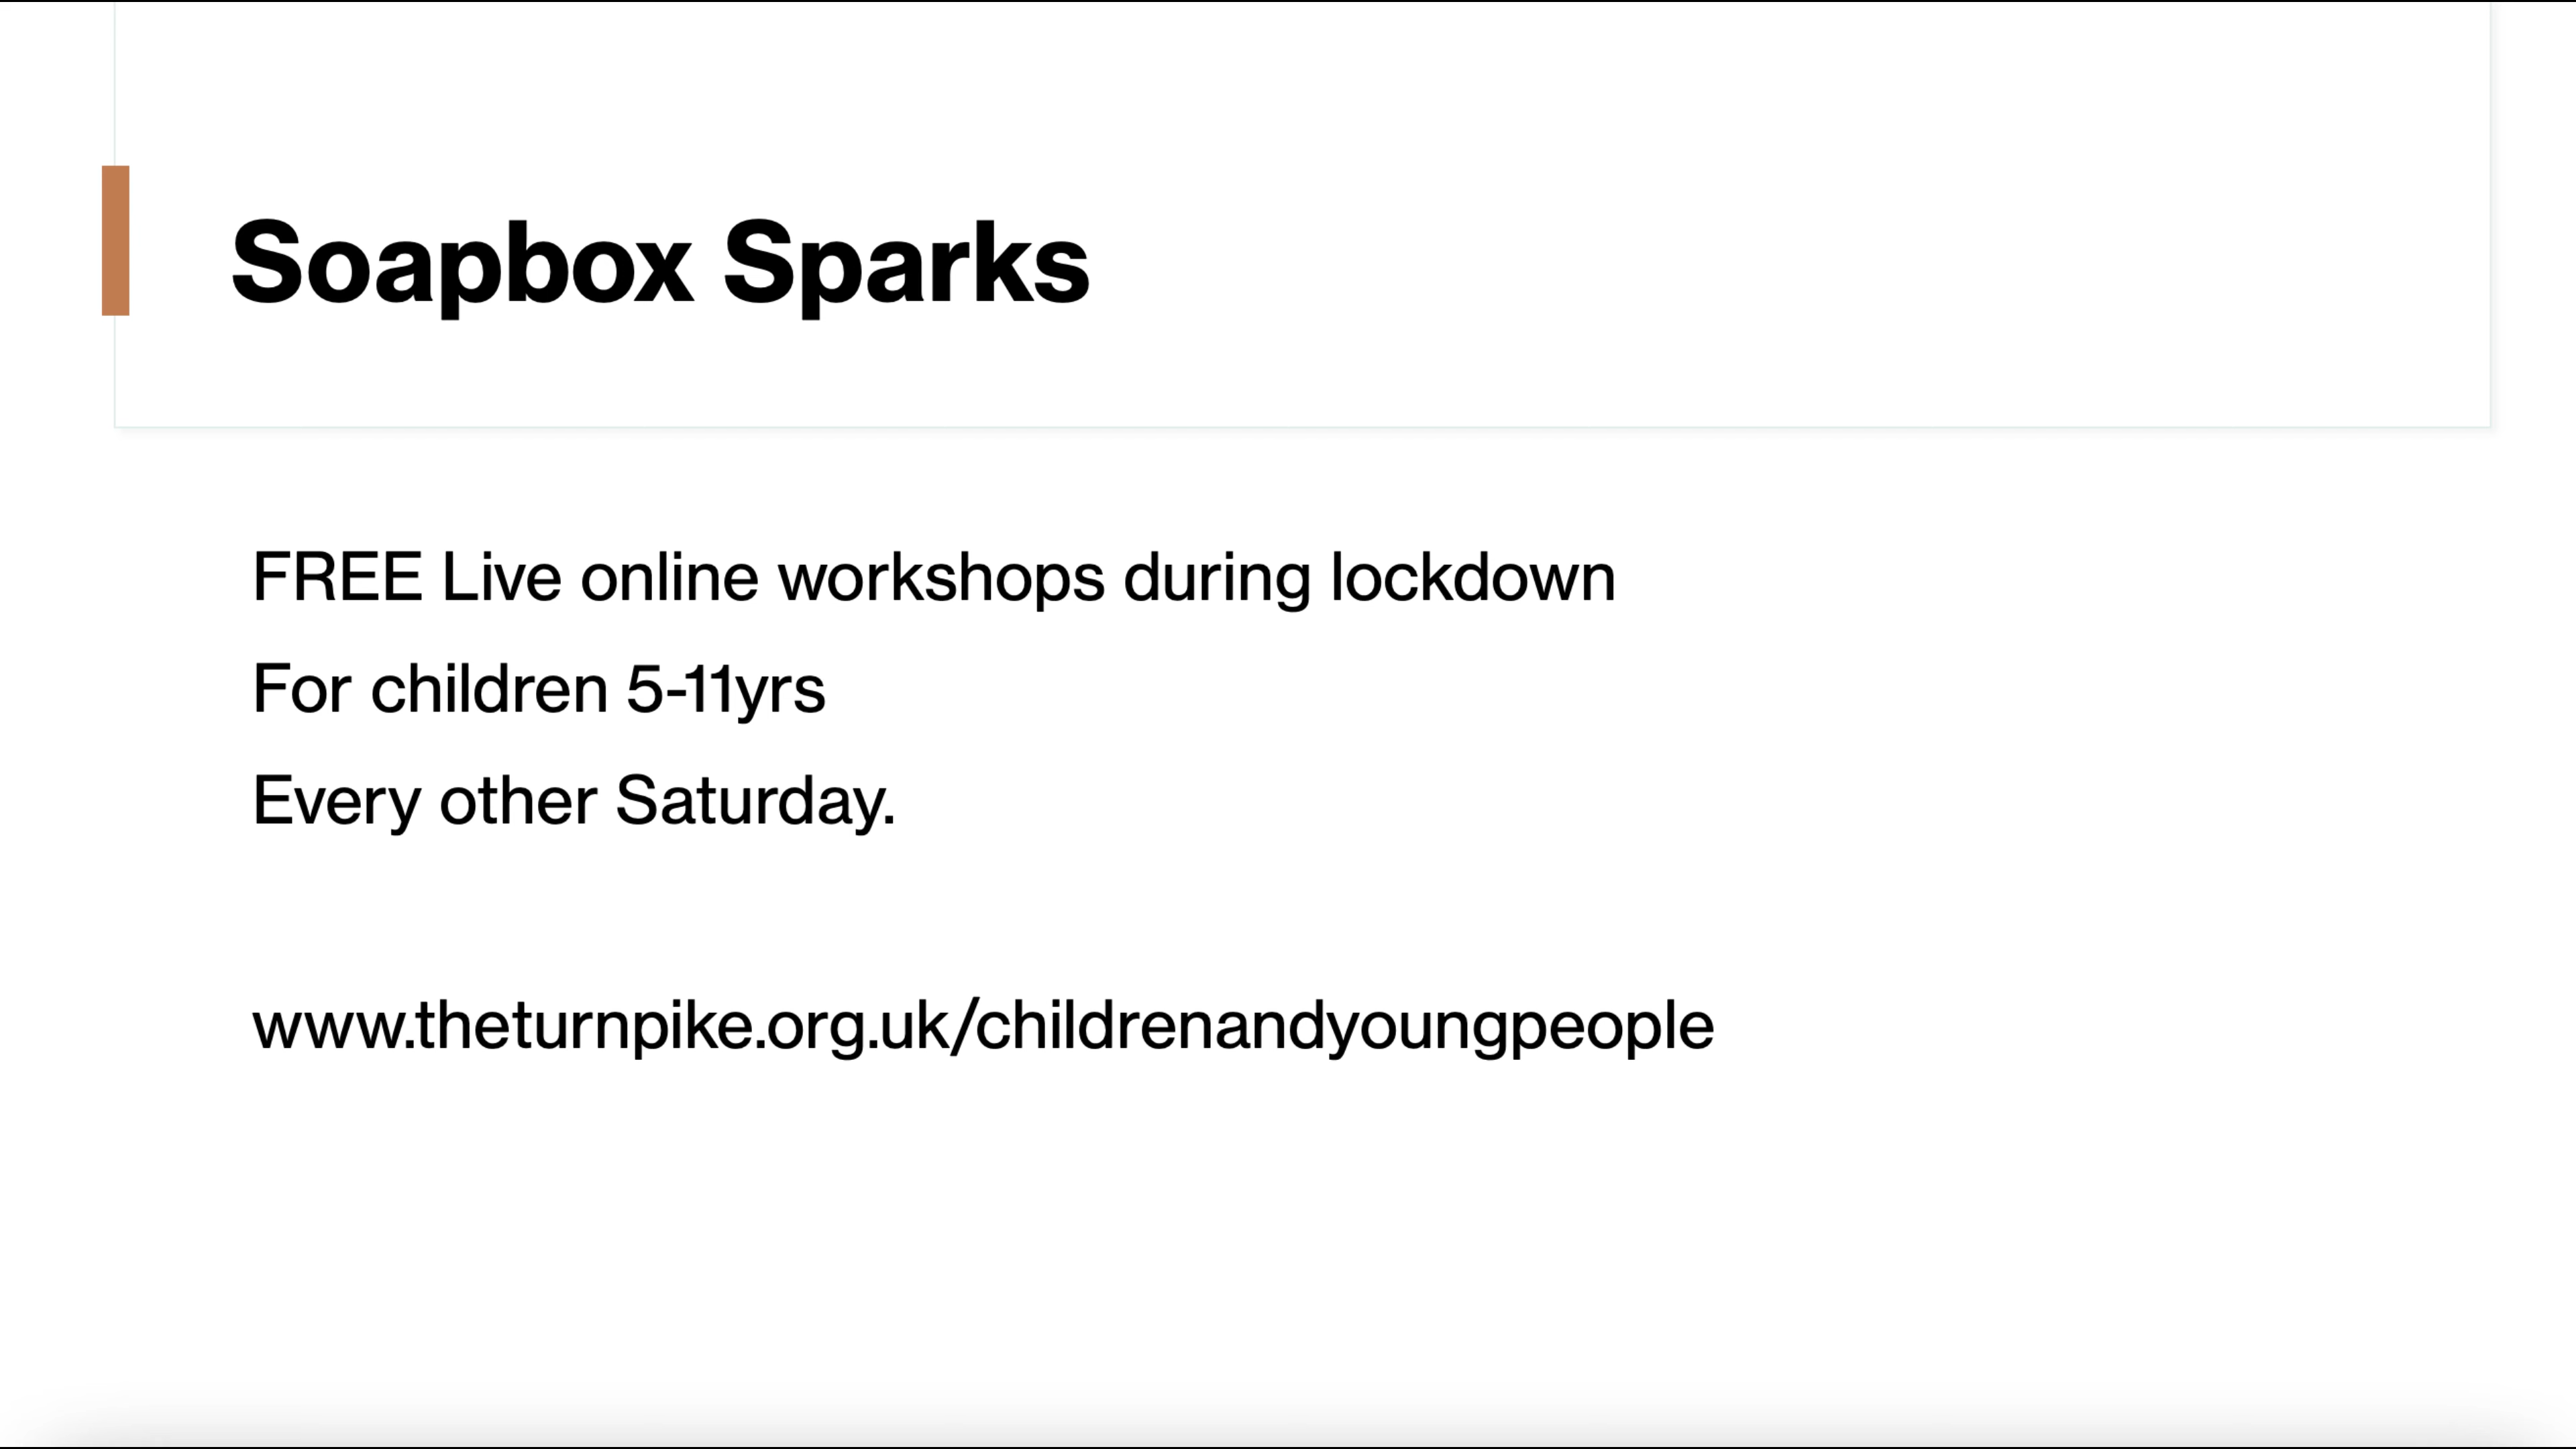 Soapbox Sparks
FREE Live online workshops during lockdown
For children 5-11yrs
Every other Saturday.
www.theturnpike.org.uk/childrenandyoungpeople